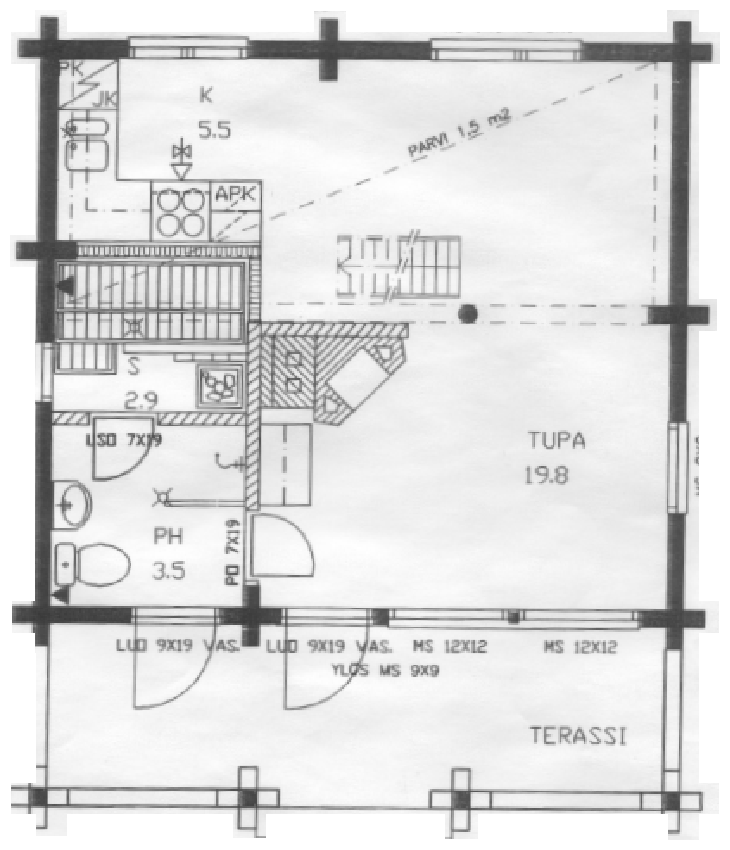 PK
JK
K
5.5
PARVI 1,5 m2
APK
S
2.9
LSO 7X19
TUPA
19.8
PH
3.5
PO 7X19
LUO 9X19 VAS.
LUO 9X19 VAS.
MS 12X12
MS 12X12
YLÖS MS 9X9
TERASSI